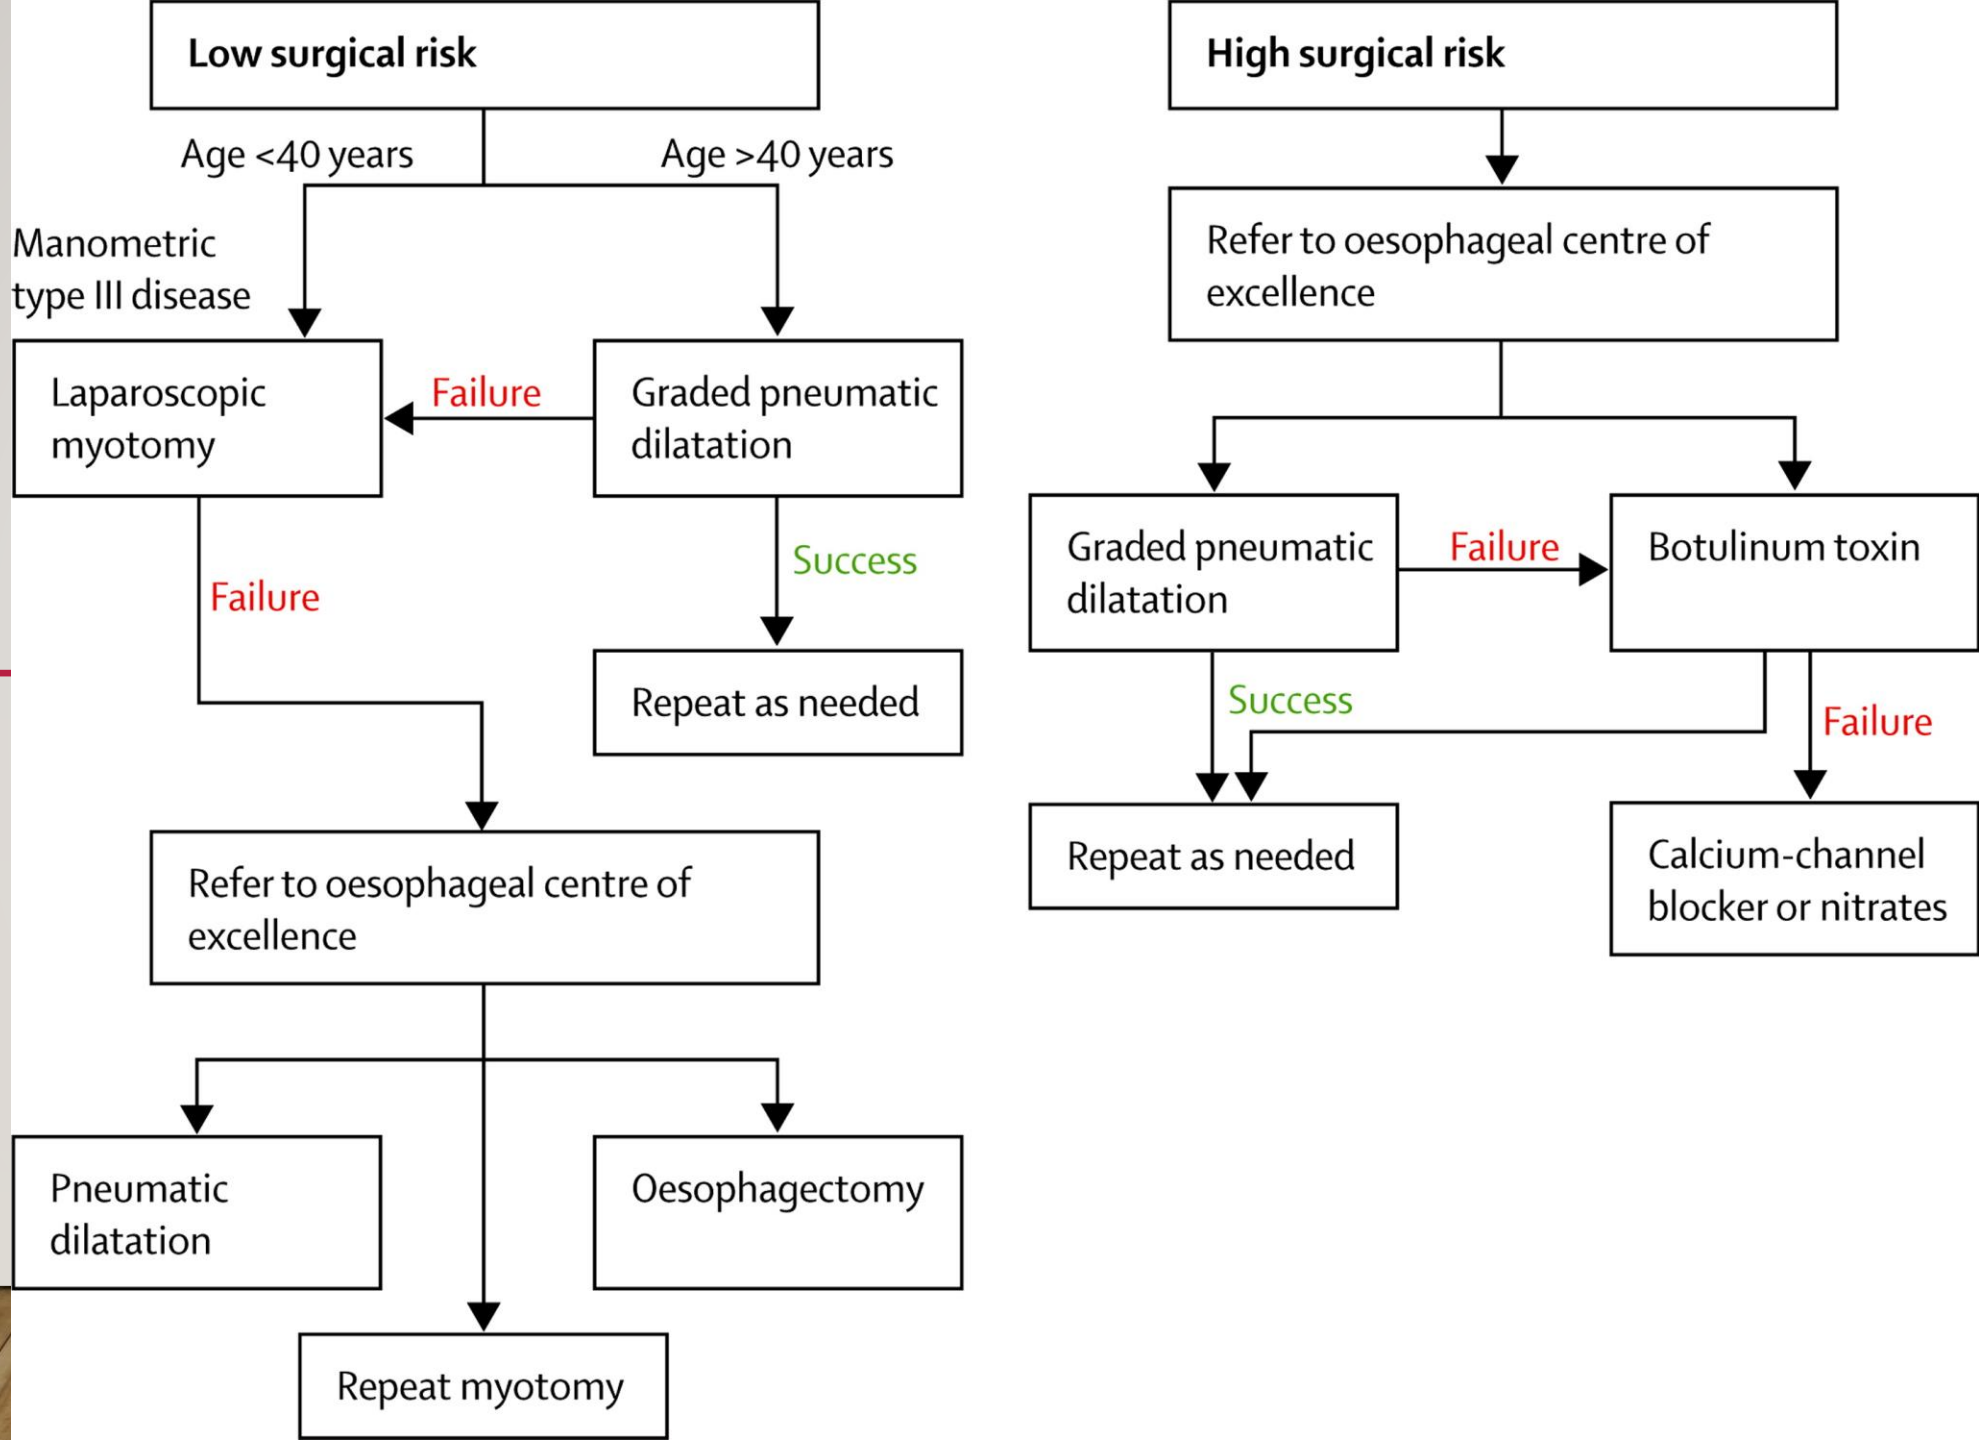 Low surgical risk
Age <40 years
Age >40 years
Manometric
type III disease
Laparoscopic
myotomy
Failure
Graded pneumatic
dilatation
Success
Failure
Repeat as needed
Refer to oesophageal centre of
excellence
Pneumatic
dilatation
Oesophagectomy
Repeat myotomy
High surgical risk
Refer to oesophageal centre of
excellence
Graded pneumatic
dilatation
Failure
Botulinum toxin
Success
Failure
Repeat as needed
Calcium-channel
blocker or nitrates